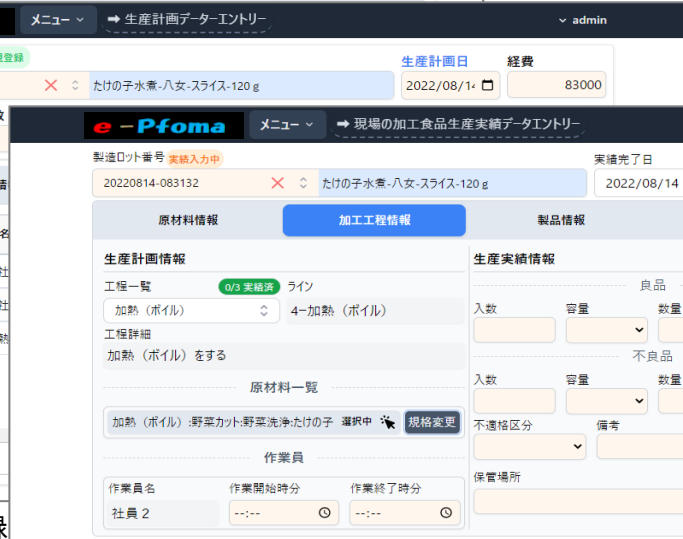 メニュー ➡ 生産計画データーエントリー admin
登録
生産計画日 経費
たけの子水煮-八女-スライス-120ｇ 2022/08/14 83000
e-Pfoma メニュー ➡ 現場の加工食品生産実績データエントリー
製造ロット番号 実績入力中 実績完了日
20220814-083132 たけの子水煮-八女-スライス-120ｇ 2022/08/14
原材料情報 加工工程情報 製品情報
生産計画情報 生産実績情報
工程一覧 0/3 実績済 ライン 良品
加熱（ボイル） 4-加熱（ボイル） 入数 容量 数量
工程詳細
加熱（ボイル）をする 不良品
原材料一覧 入数 容量 数量
加熱（ボイル）:野菜カット:野菜洗浄:たけの子 選択中 規格変更 不適格区分 備考
作業員
作業員名 作業開始時分 作業終了時分 保管場所
社員２ --:-- --:--
録